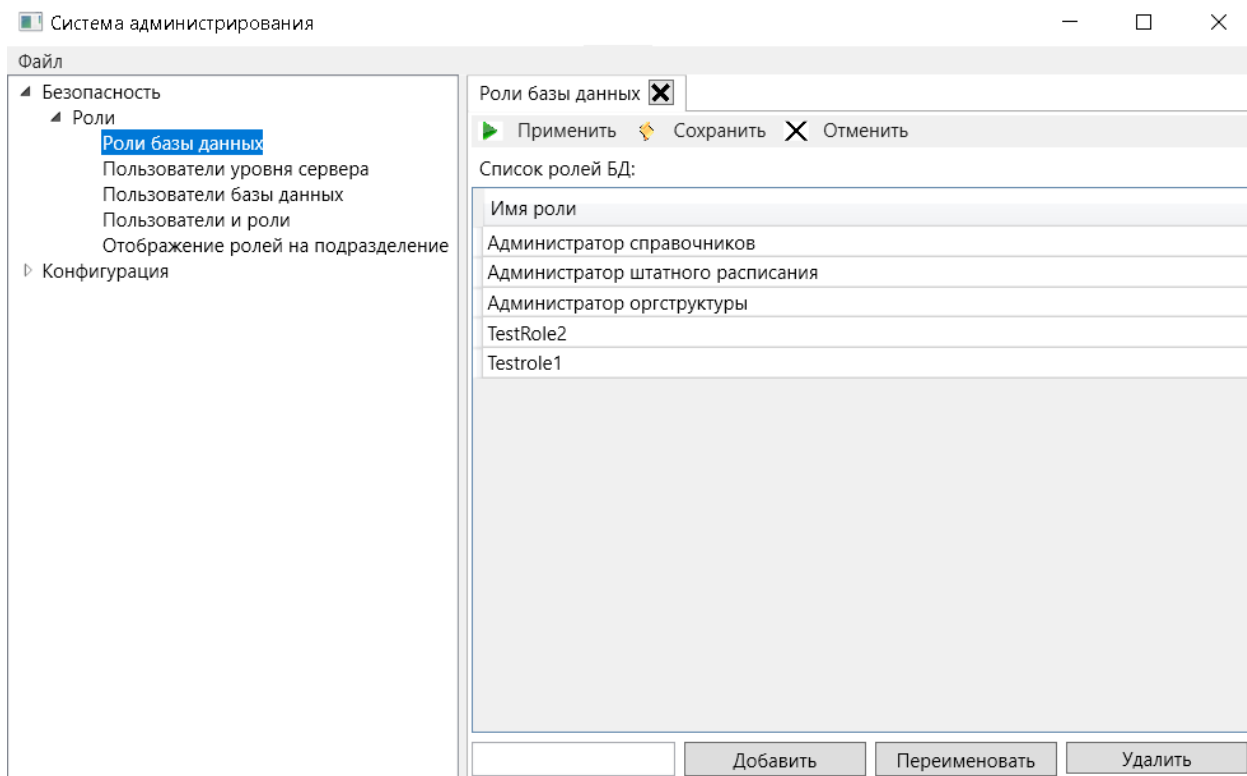 Система администрирования
Файл
Безопасность
Роли
Роли базы данных
Пользователи уровня сервера
Пользователи базы данных
Пользователи и роли
Отображение ролей на подразделение
Конфигурация
Роли базы данных
Применить Сохранить Отменить
Список ролей БД:
Имя роли
Администратор справочников
Администратор штатного расписания
Администратор оргструктуры
TestRole2
Testrole1
Добавить Переименовать Удалить